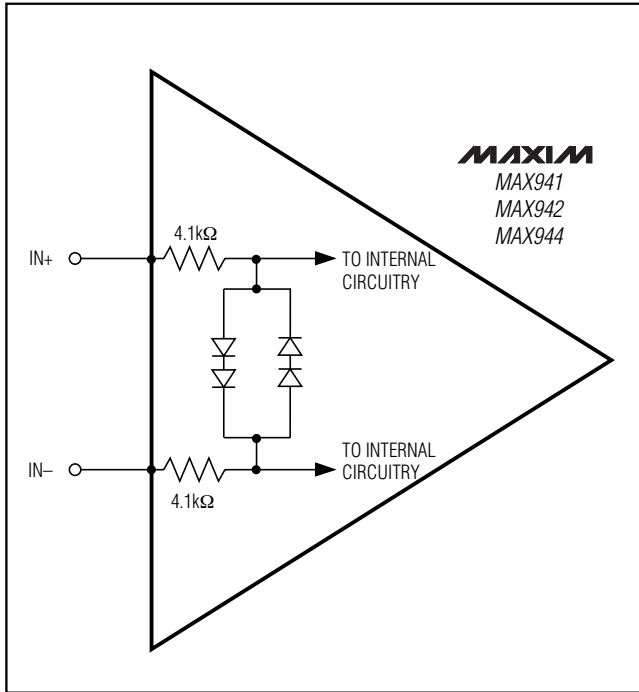 MAXIM
MAX941
MAX942
MAX944
4.1kΩ
IN+
TO INTERNAL
CIRCUITRY
TO INTERNAL
CIRCUITRY
IN–
4.1kΩ